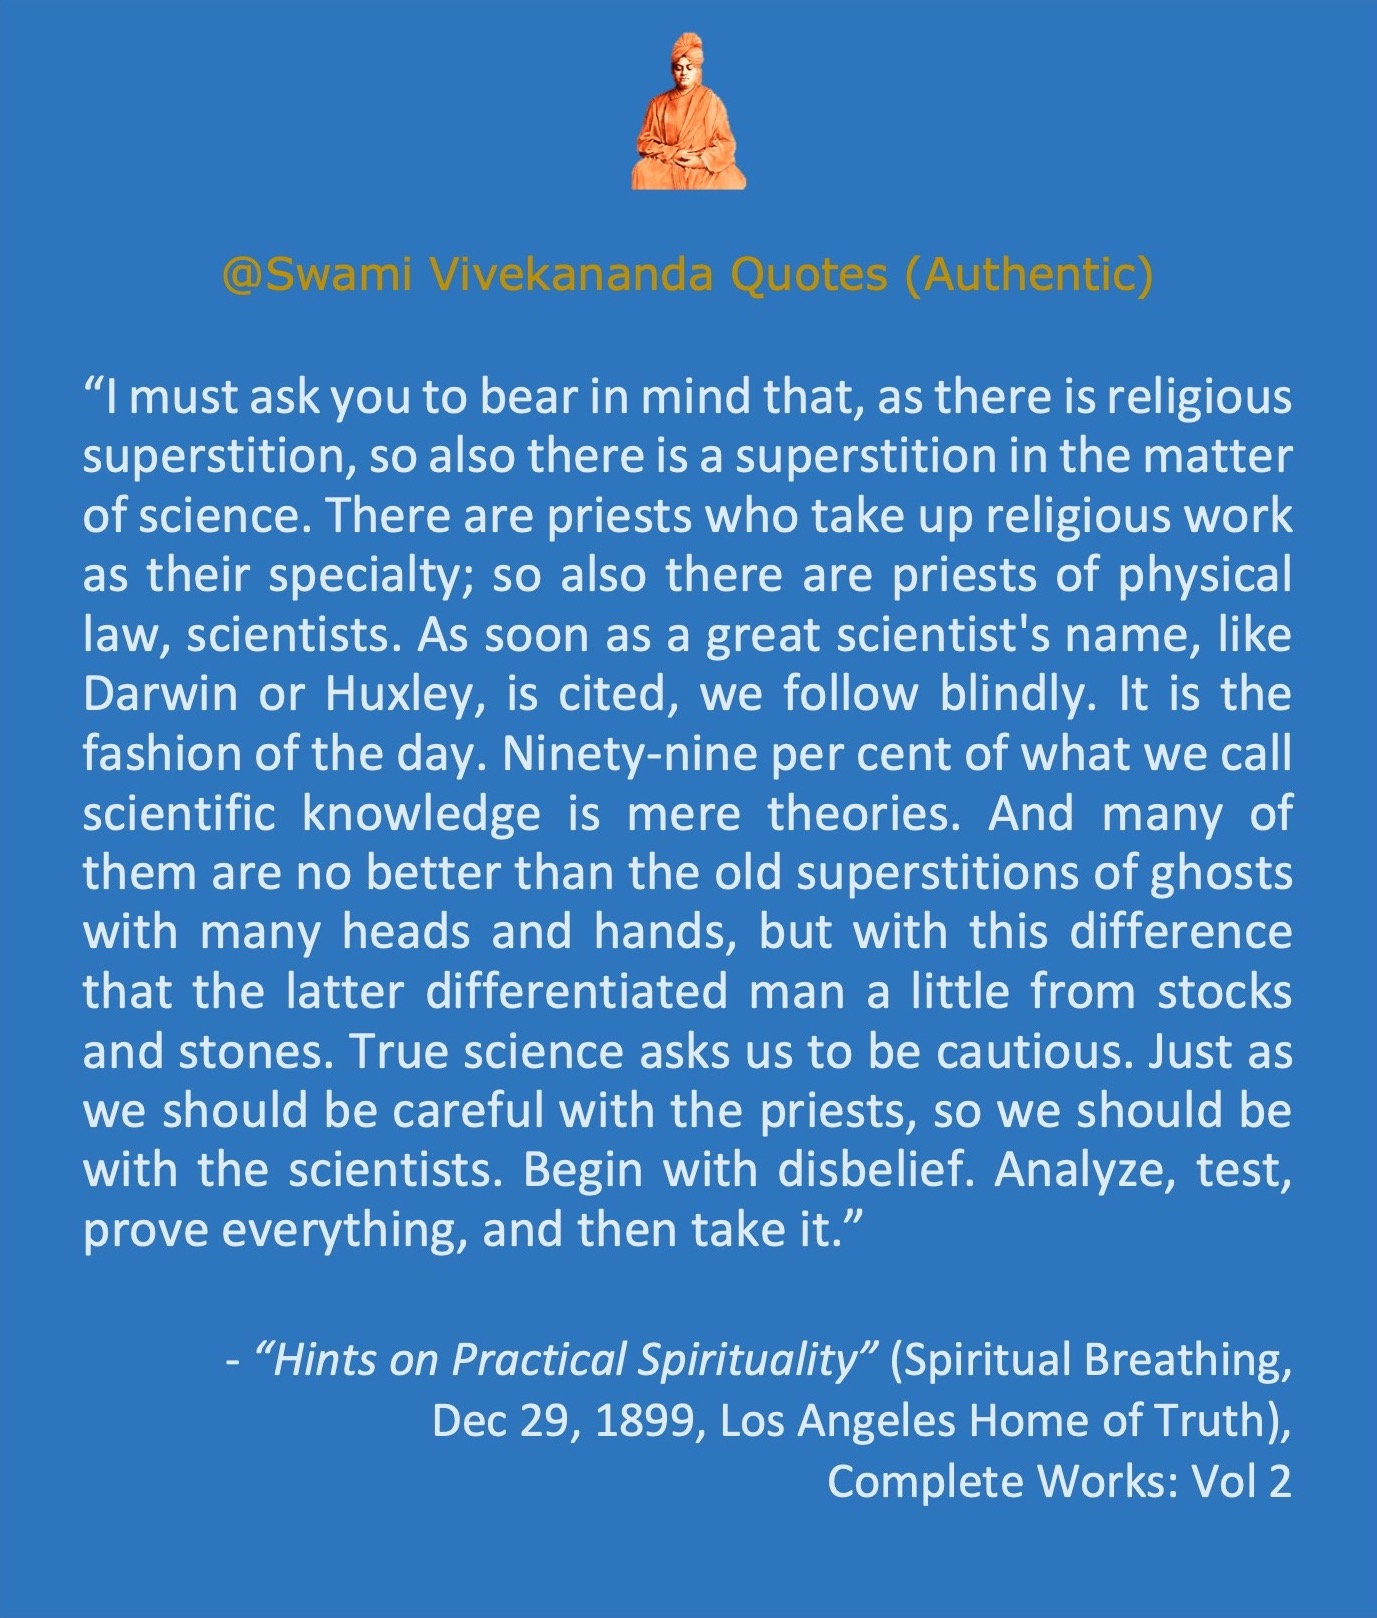 @Swami Vivekananda Quotes (Authentic)
“I must ask you to bear in mind that, as there is religious
superstition, so also there is a superstition in the matter
of science. There are priests who take up religious work
as their specialty; so also there are priests of physical
law, scientists. As soon as a great scientist's name, like
Darwin or Huxley, is cited, we follow blindly. It is the
fashion of the day. Ninety-nine per cent of what we call
scientific knowledge is mere theories. And many of
them are no better than the old superstitions of ghosts
with many heads and hands, but with this difference
that the latter differentiated man a little from stocks
and stones. True science asks us to be cautious. Just as
we should be careful with the priests, so we should be
with the scientists. Begin with disbelief. Analyze, test,
prove everything, and then take it.”
- “Hints on Practical Spirituality” (Spiritual Breathing,
Dec 29, 1899, Los Angeles Home of Truth),
Complete Works: Vol 2